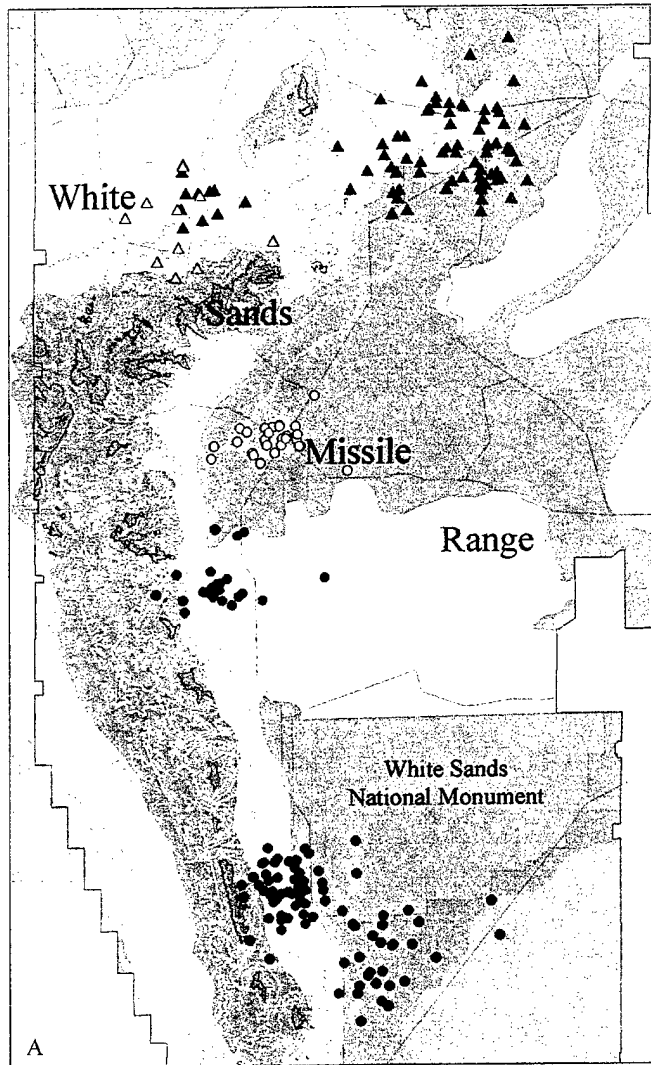 White
Sands
Missile
Range
White Sands
National Monument
A